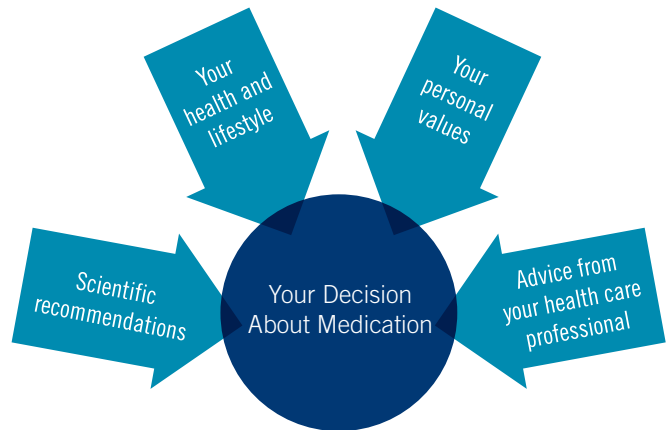 Your
health and
lifestyle
Your
personal
values
Scientific
recommendations
Your Decision
About Medication
Advice from
your health care
professional